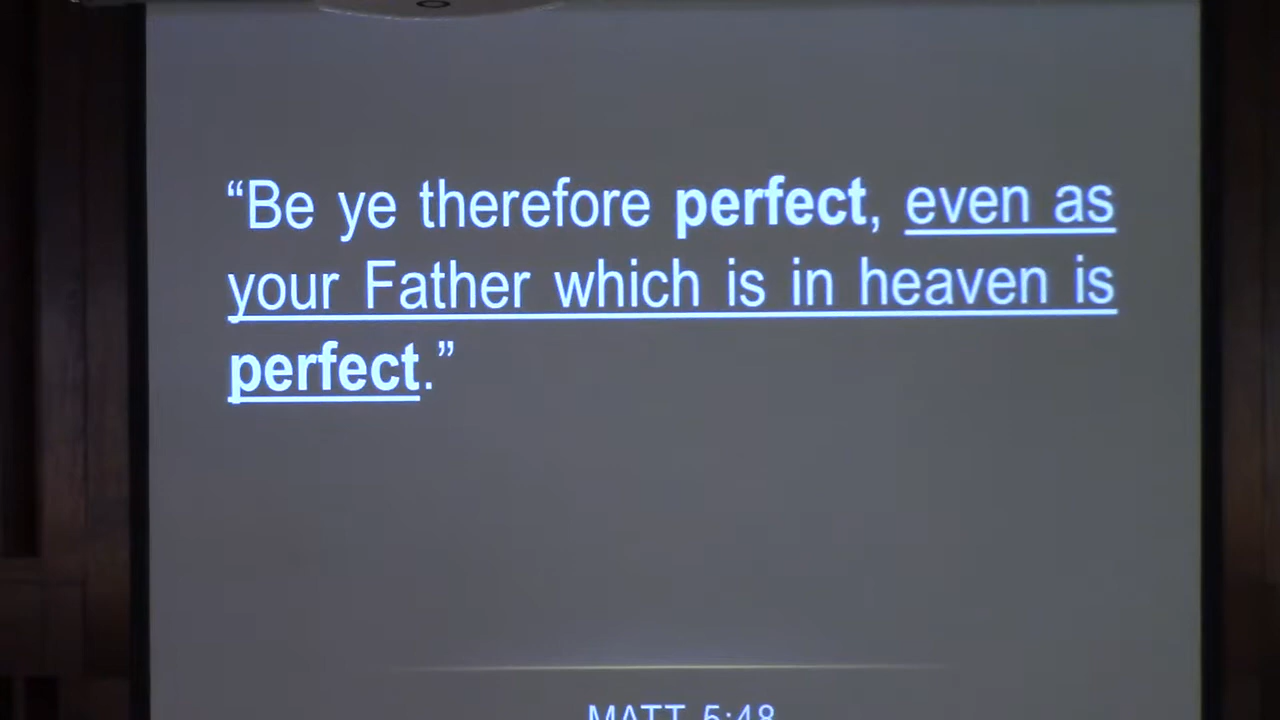 “Be ye therefore perfect, even as
your Father which is in heaven is
perfect.”
MATT 5:48